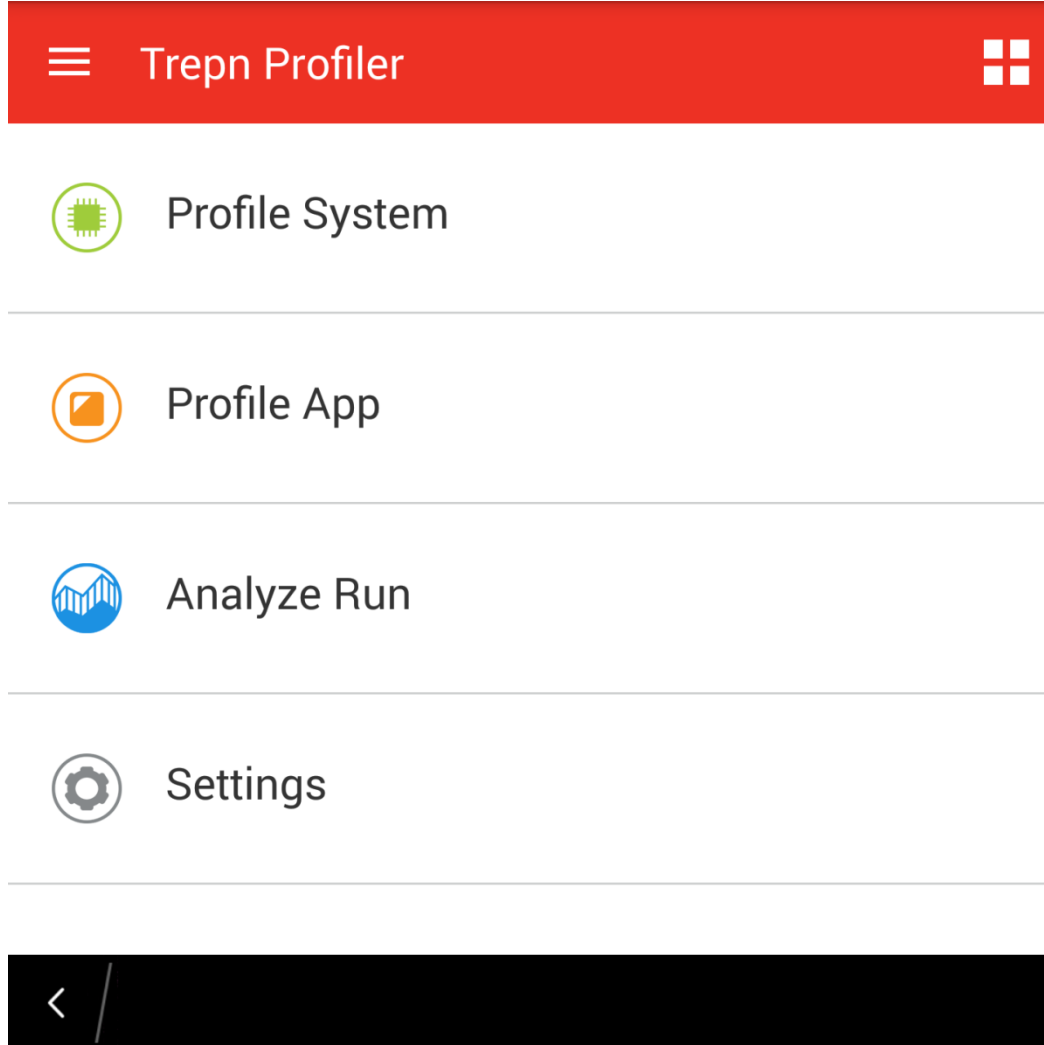 Trepn Profiler
Profile System
Profile App
Analyze Run
Settings